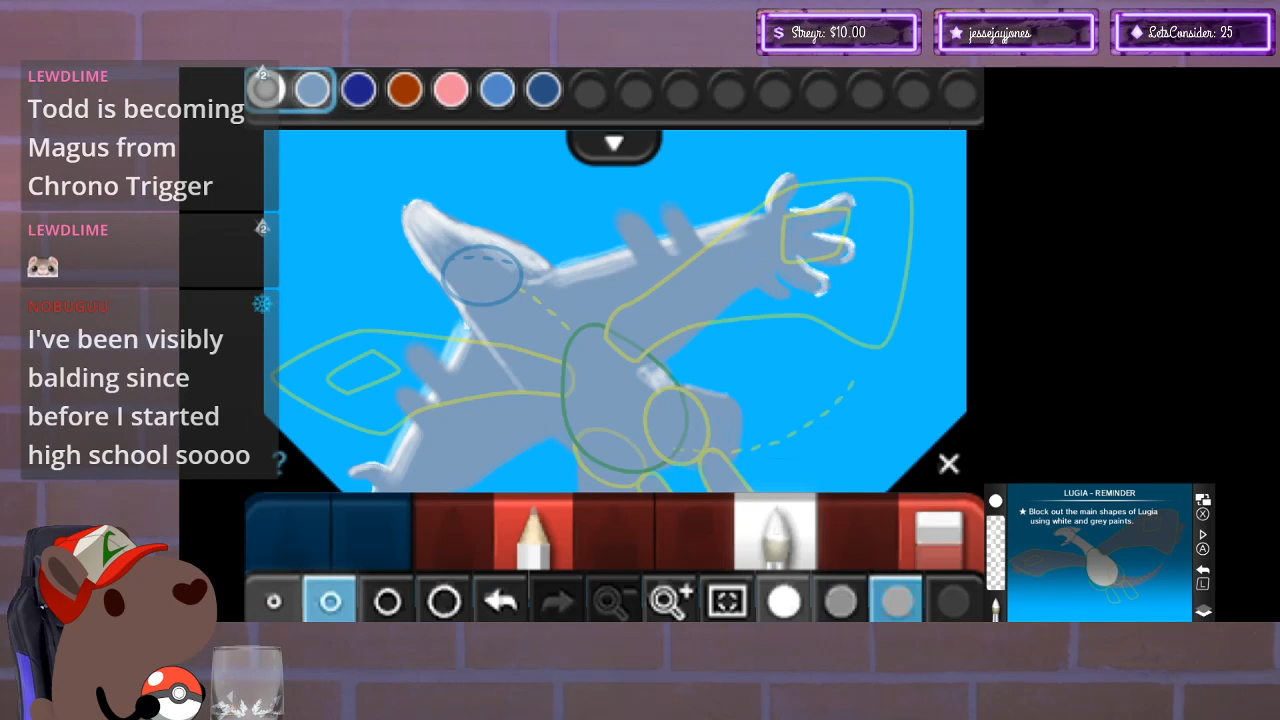 Streyr: $10.00
jessejayjones
LetsConsider: 25
LEWDLIME
2
Todd is becoming
Magus from
Chrono Trigger
LEWDLIME
2
NOBUGUU
I've been visibly
balding since
before I started
high school soooo
?
LUGIA - REMINDER
★ Block out the main shapes of Lugia
using white and grey paints.
X
A
L